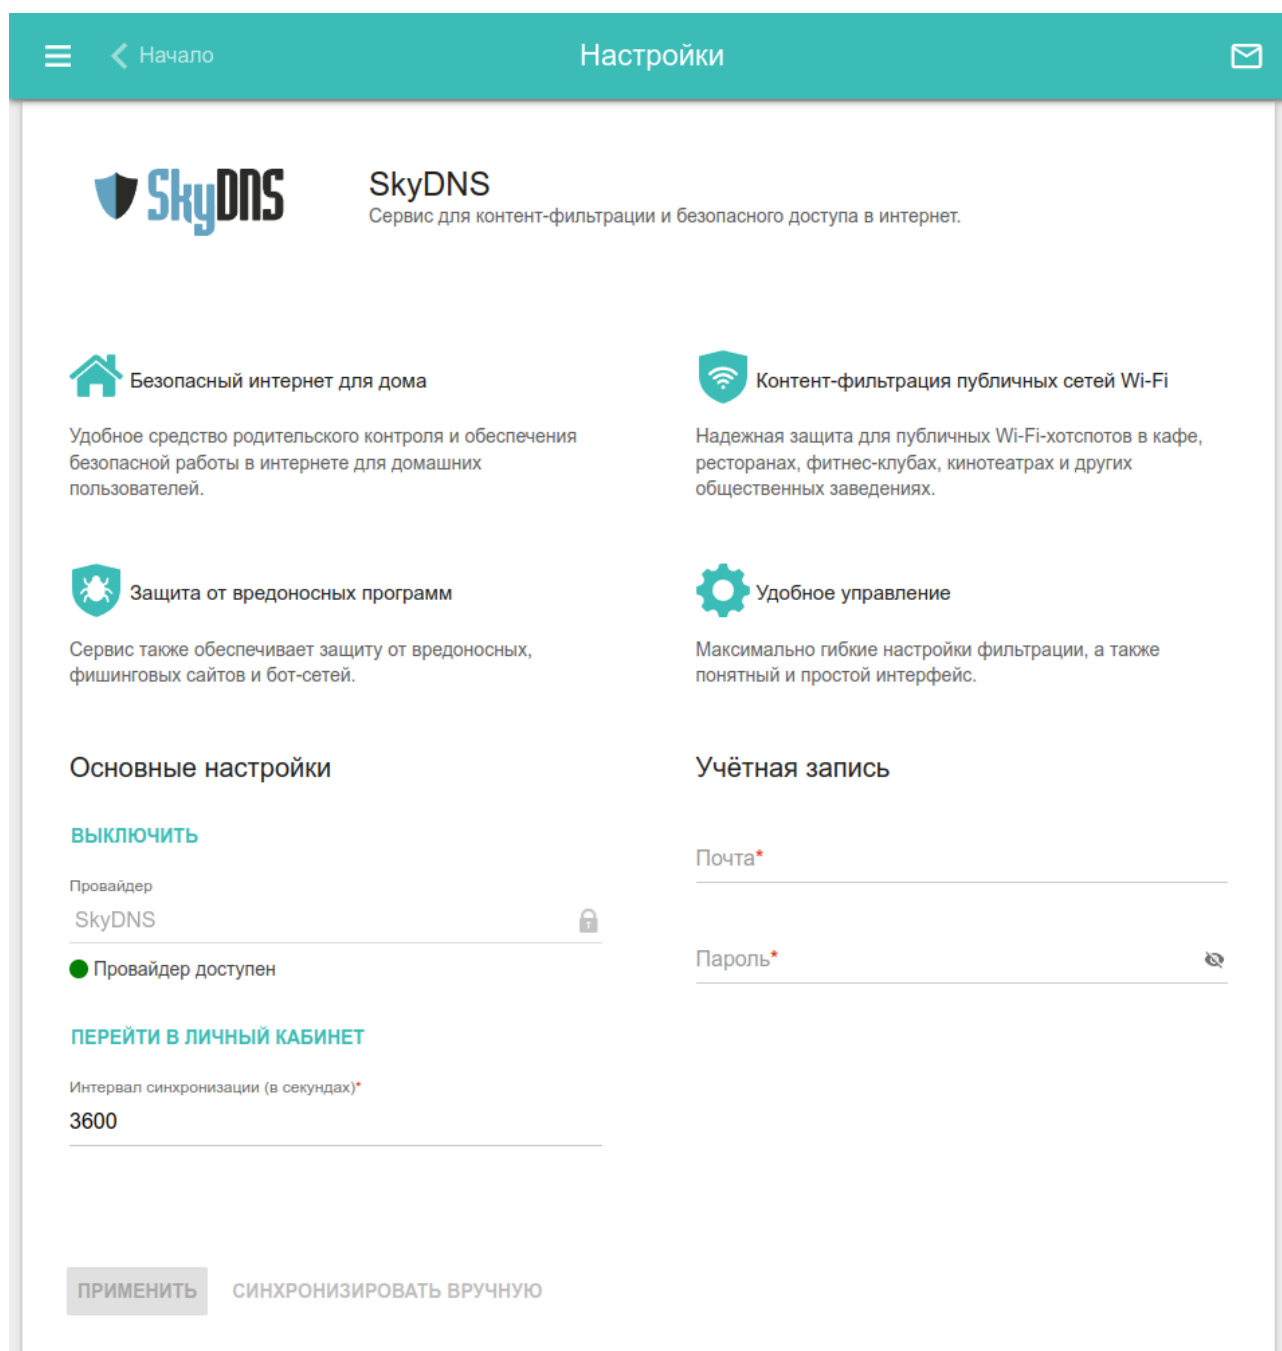 Начало
Настройки
SkyDNS
SkyDNS
Сервис для контент-фильтрации и безопасного доступа в интернет.
Безопасный интернет для дома
Удобное средство родительского контроля и обеспечения
безопасной работы в интернете для домашних
пользователей.
Контент-фильтрация публичных сетей Wi-Fi
Надежная защита для публичных Wi-Fi-хотспотов в кафе,
ресторанах, фитнес-клубах, кинотеатрах и других
общественных заведениях.
Защита от вредоносных программ
Сервис также обеспечивает защиту от вредоносных,
фишинговых сайтов и бот-сетей.
Удобное управление
Максимально гибкие настройки фильтрации, а также
понятный и простой интерфейс.
Основные настройки
ВЫКЛЮЧИТЬ
Провайдер
SkyDNS
Провайдер доступен
ПЕРЕЙТИ В ЛИЧНЫЙ КАБИНЕТ
Интервал синхронизации (в секундах)*
3600
Учётная запись
Почта*
Пароль*
ПРИМЕНИТЬ
СИНХРОНИЗИРОВАТЬ ВРУЧНУЮ